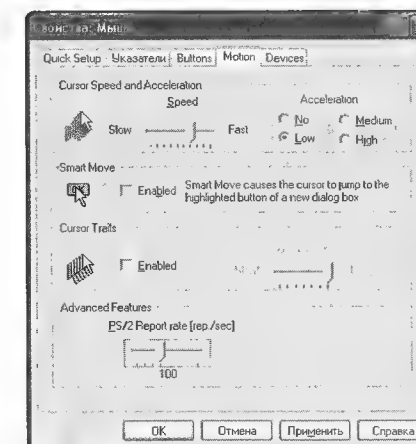 войства: Мышь
Quick Setup Указатели Buttons Motion Devices
Cursor Speed and Acceleration
Speed Acceleration
Slow Fast No Medium
Low High
Smart Move
Enabled Smart Move causes the cursor to jump to the
highlighted button of a new dialog box
Cursor Trails
Enabled
Advanced Features
PS/2 Report rate [rep./sec]
100
OK Отмена Применить Справка